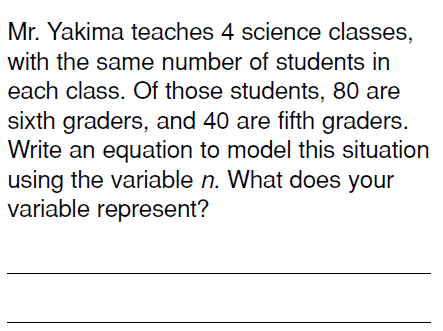 Mr. Yakima teaches 4 science classes,
with the same number of students in
each class. Of those students, 80 are
sixth graders, and 40 are fifth graders.
Write an equation to model this situation
using the variable n. What does your
variable represent?